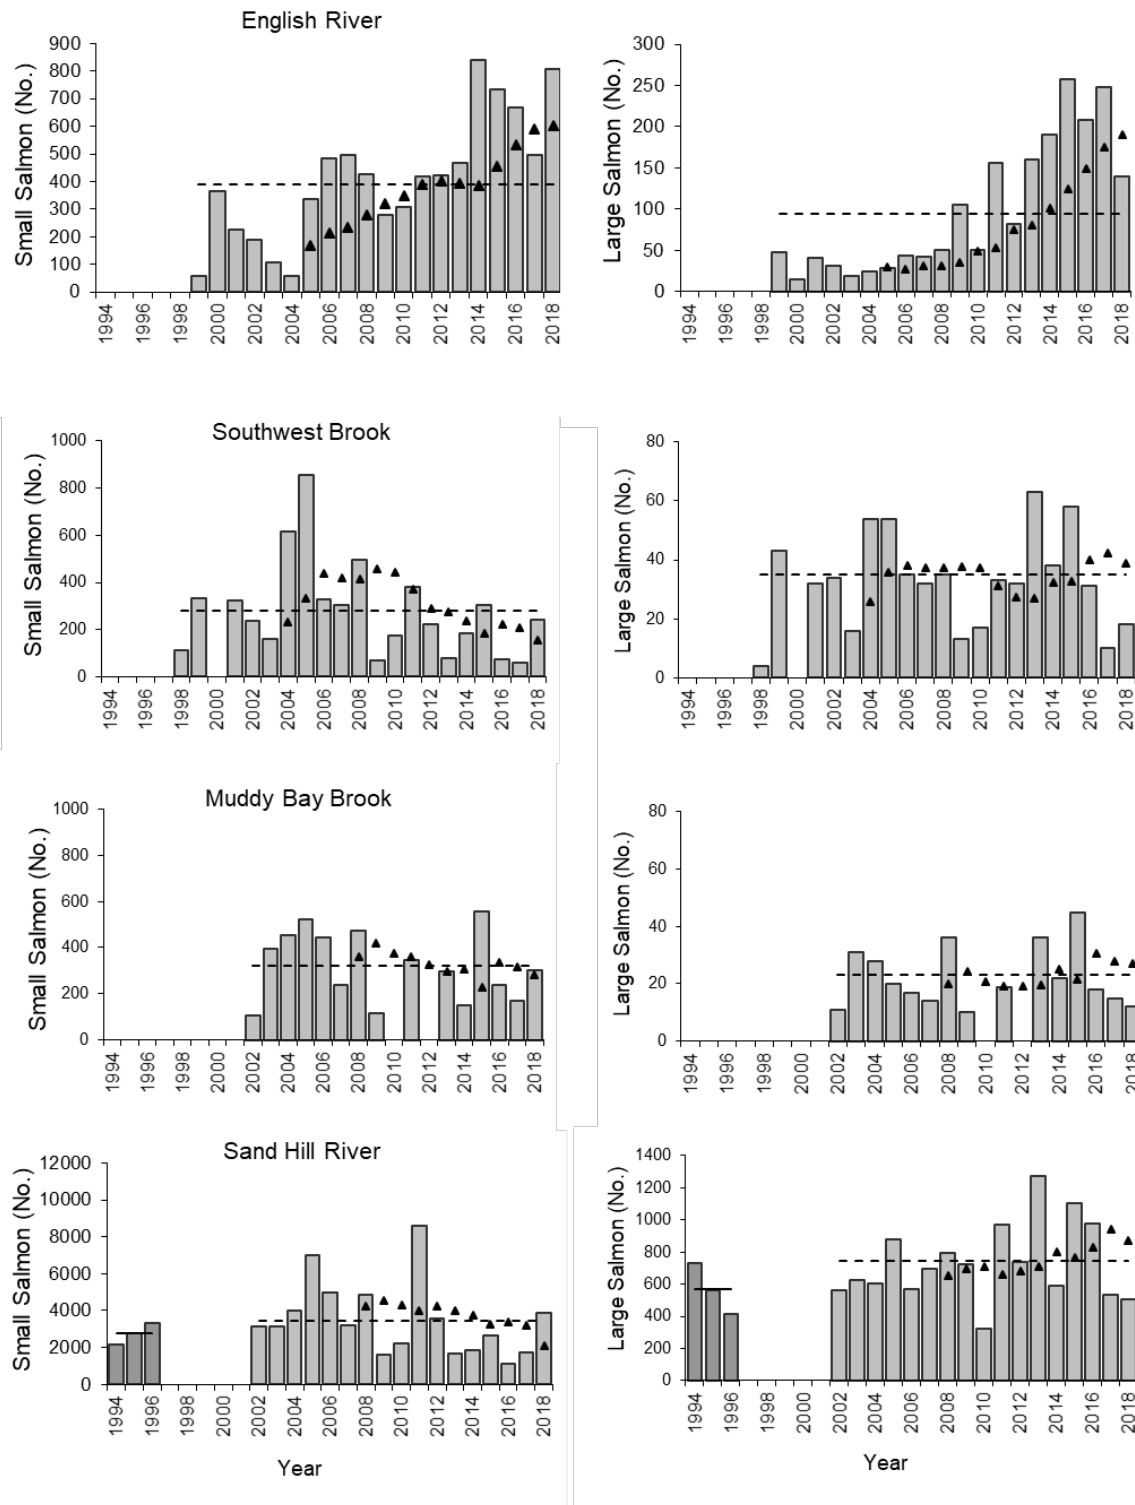 English River
Small Salmon (No.)
900
800
700
600
500
400
300
200
100
0
1994 1996 1998 2000 2002 2004 2006 2008 2010 2012 2014 2016 2018
Large Salmon (No.)
300
250
200
150
100
50
0
1994 1996 1998 2000 2002 2004 2006 2008 2010 2012 2014 2016 2018
Southwest Brook
Small Salmon (No.)
1000
800
600
400
200
0
1994 1996 1998 2000 2002 2004 2006 2008 2010 2012 2014 2016 2018
Large Salmon (No.)
80
60
40
20
0
1994 1996 1998 2000 2002 2004 2006 2008 2010 2012 2014 2016 2018
Muddy Bay Brook
Small Salmon (No.)
1000
800
600
400
200
0
1994 1996 1998 2000 2002 2004 2006 2008 2010 2012 2014 2016 2018
Large Salmon (No.)
80
60
40
20
0
1994 1996 1998 2000 2002 2004 2006 2008 2010 2012 2014 2016 2018
Sand Hill River
Small Salmon (No.)
12000
10000
8000
6000
4000
2000
0
1994 1996 1998 2000 2002 2004 2006 2008 2010 2012 2014 2016 2018
Year
Large Salmon (No.)
1400
1200
1000
800
600
400
200
0
1994 1996 1998 2000 2002 2004 2006 2008 2010 2012 2014 2016 2018
Year